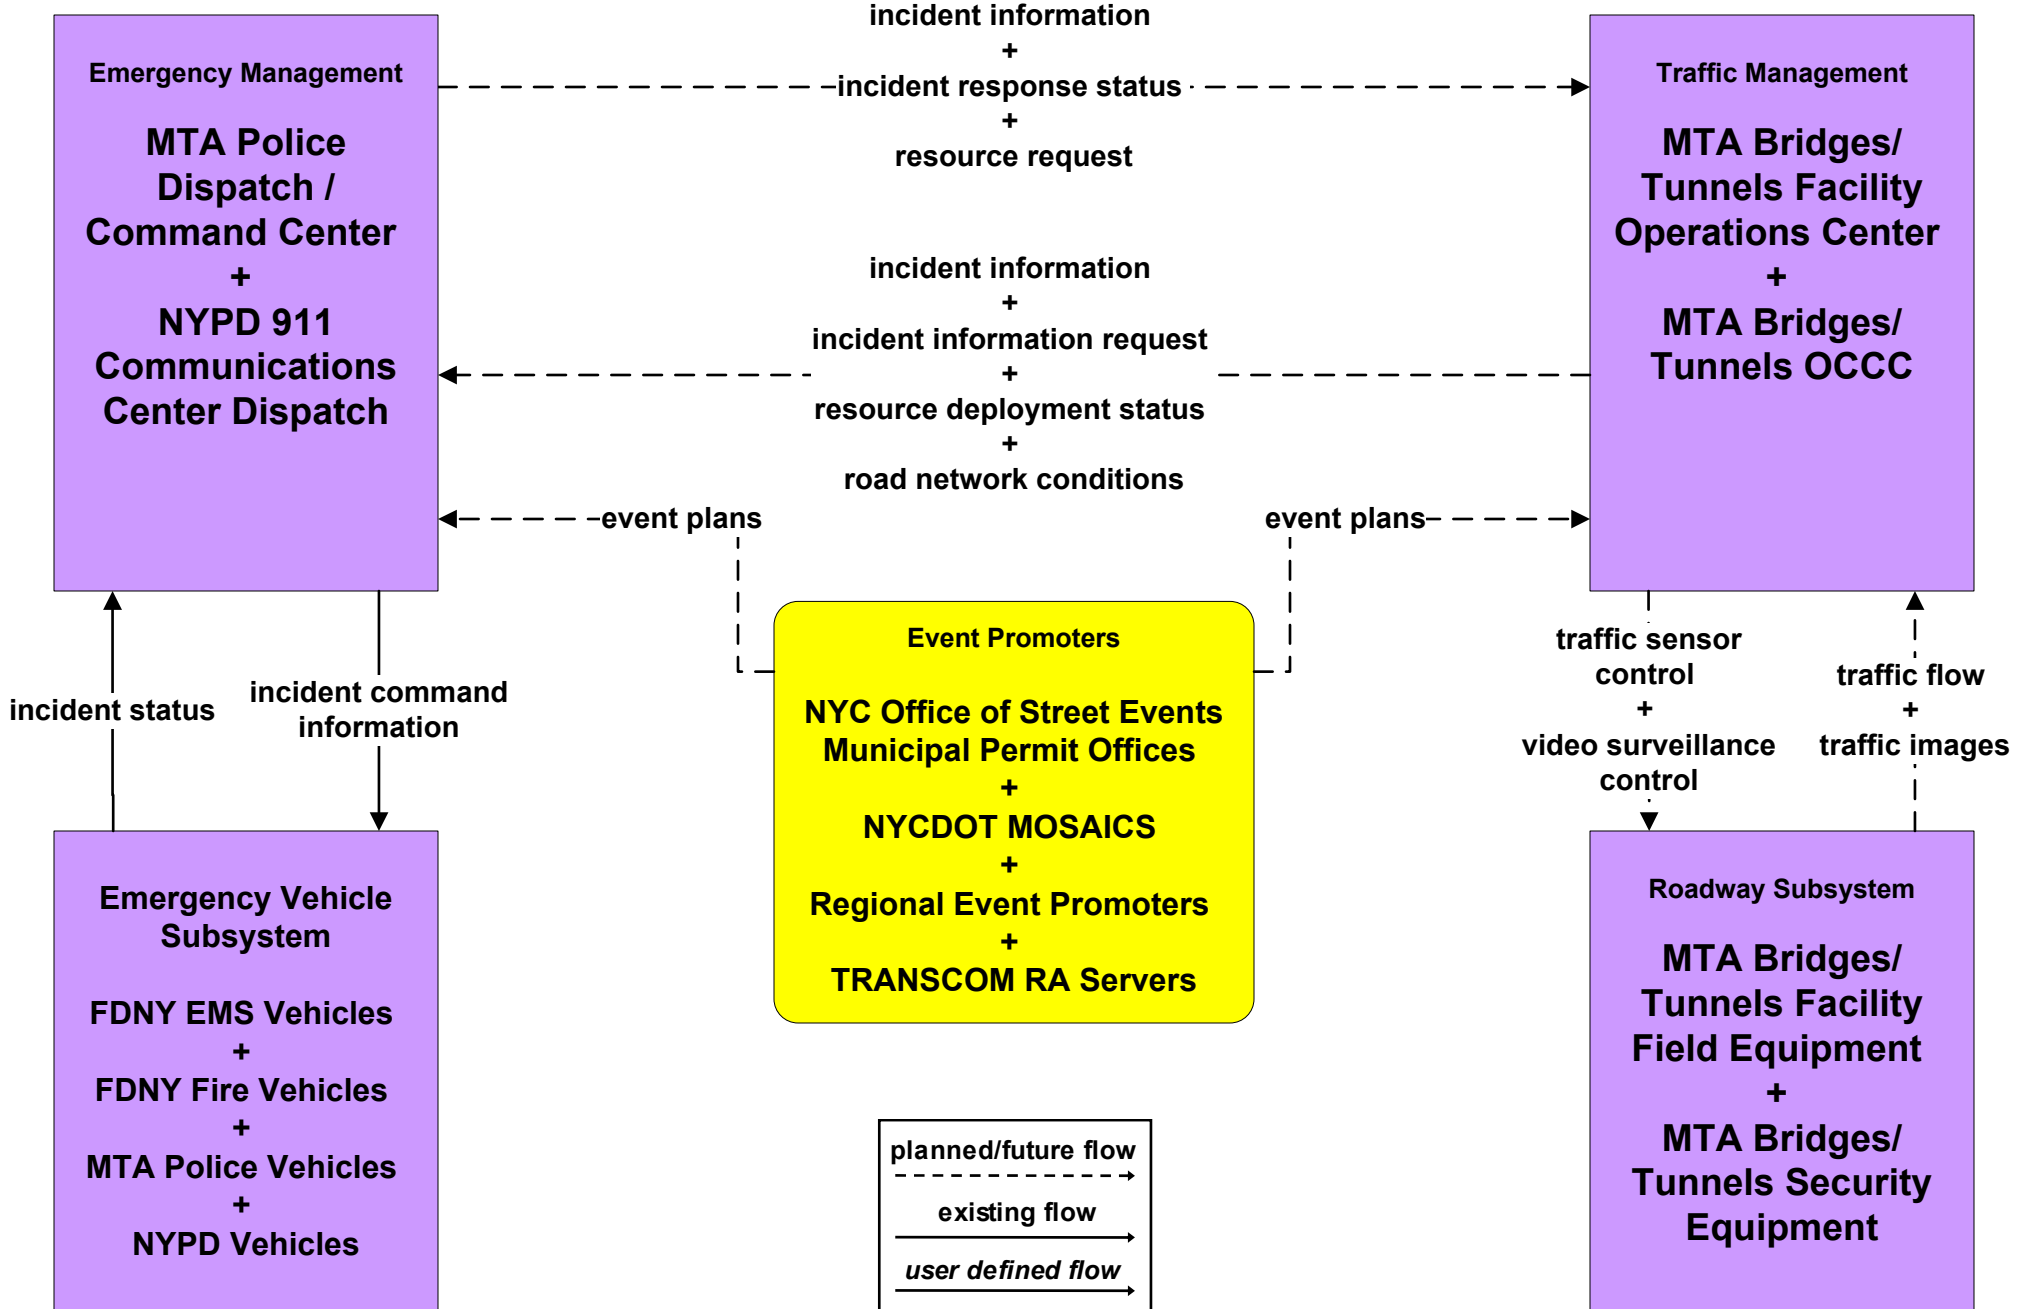 Emergency Management
MTA Police
Dispatch /
Command Center
+
NYPD 911
Communications
Center Dispatch
incident information
+
incident response status
+
resource request
incident information
+
incident information request
+
resource deployment status
+
road network conditions
Traffic Management
MTA Bridges/
Tunnels Facility
Operations Center
+
MTA Bridges/
Tunnels OCCC
event plans
event plans
incident status
incident command
information
Event Promoters
NYC Office of Street Events
Municipal Permit Offices
+
NYCDOT MOSAICS
+
Regional Event Promoters
+
TRANSCOM RA Servers
traffic sensor
control
+
video surveillance
control
traffic flow
+
traffic images
Emergency Vehicle
Subsystem
FDNY EMS Vehicles
+
FDNY Fire Vehicles
+
MTA Police Vehicles
+
NYPD Vehicles
planned/future flow
existing flow
user defined flow
Roadway Subsystem
MTA Bridges/
Tunnels Facility
Field Equipment
+
MTA Bridges/
Tunnels Security
Equipment